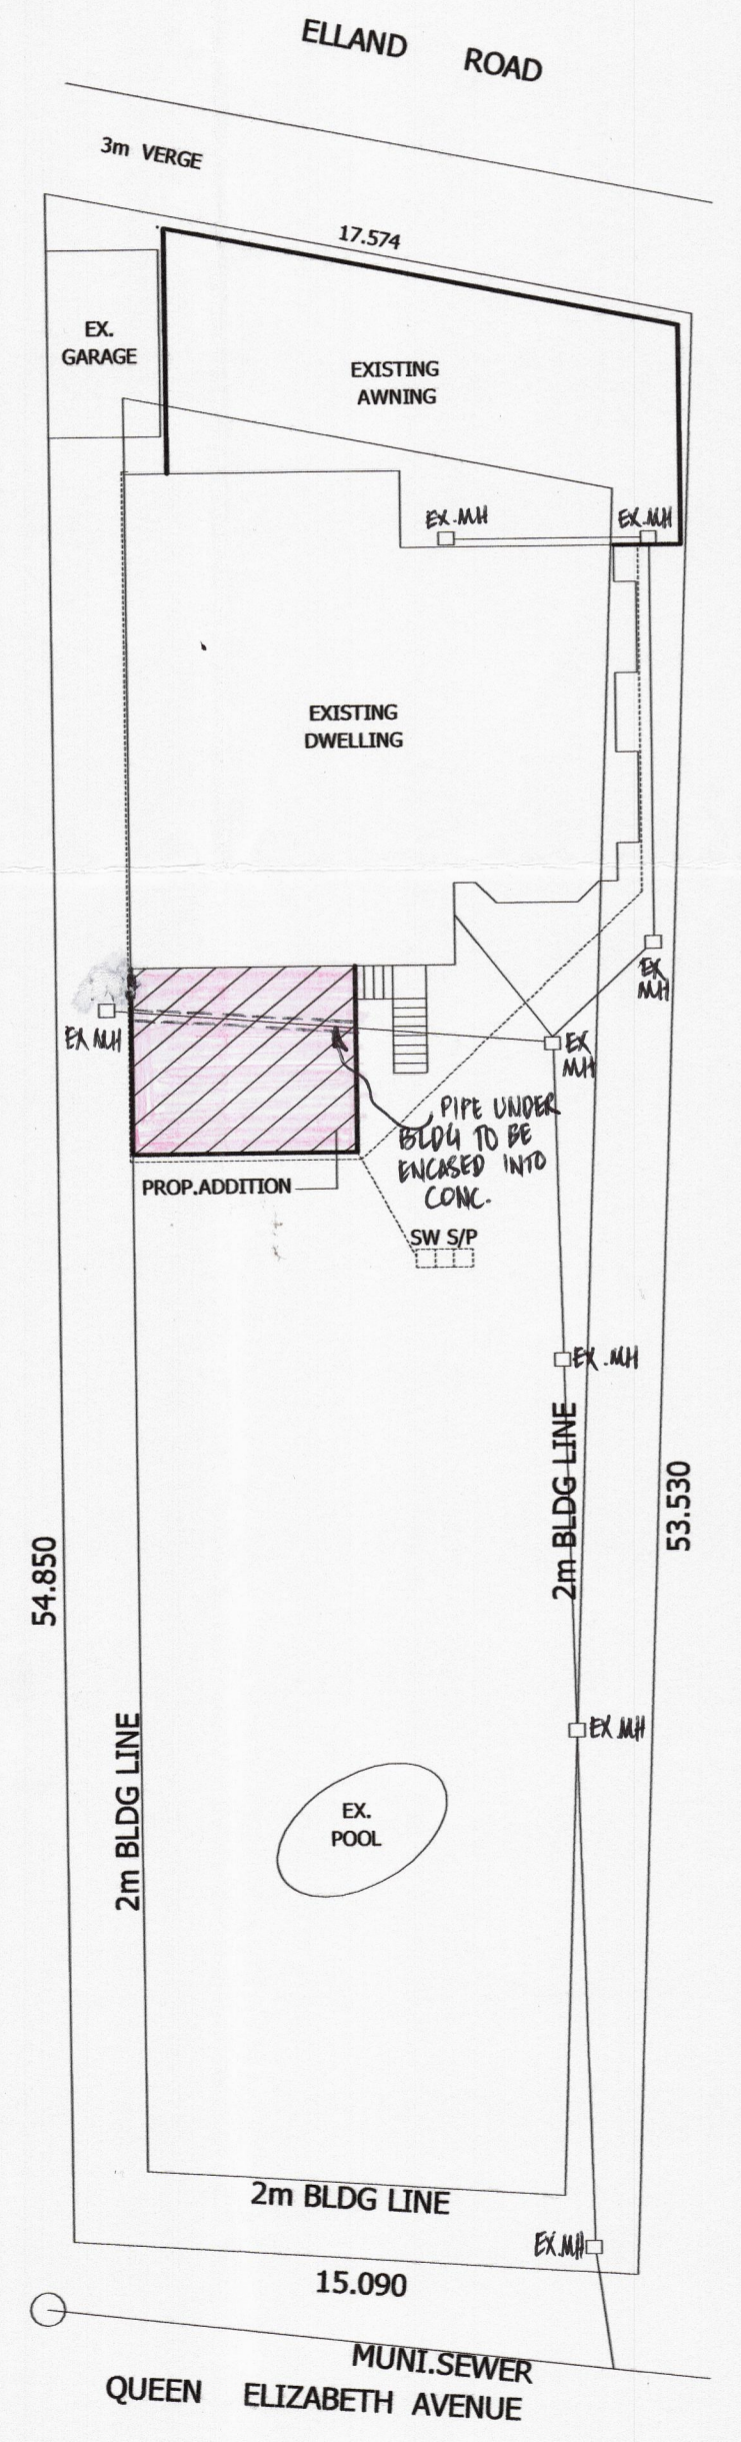 ELLAND ROAD
3m VERGE
17.574
EX.
GARAGE
EXISTING
AWNING
EX.MH
EX.MH
EXISTING
DWELLING
EX
MH
EX MH
EX
MH
PIPE UNDER
BLDG TO BE
ENCASED INTO
CONC.
PROP.ADDITION
SW S/P
EX.MH
2m BLDG LINE
53.530
54.850
EX.MH
2m BLDG LINE
EX.
POOL
2m BLDG LINE
EX.MH
15.090
MUNI.SEWER
QUEEN ELIZABETH AVENUE